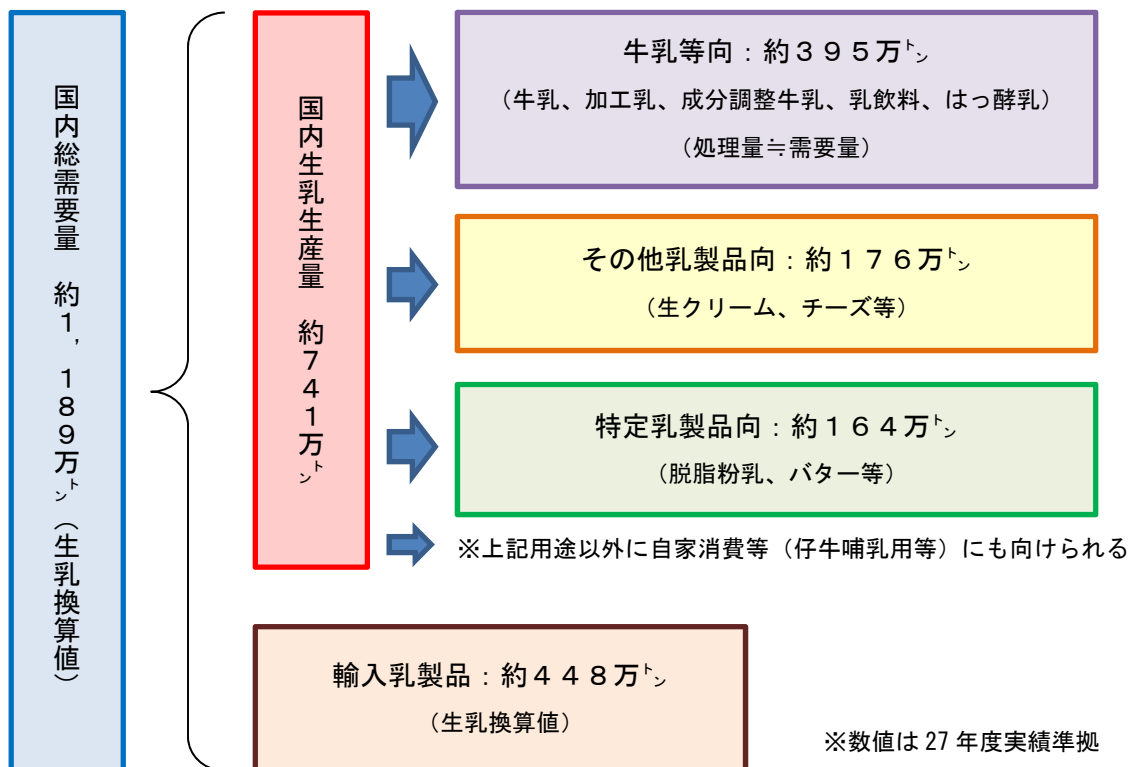 国内総需要量 約1，189万トン（生乳換算値）
国内生乳生産量 約741万トン
牛乳等向：約３９５万トン
（牛乳、加工乳、成分調整牛乳、乳飲料、はっ酵乳）
（処理量≒需要量）
その他乳製品向：約１７６万トン
（生クリーム、チーズ等）
特定乳製品向：約１６４万トン
（脱脂粉乳、バター等）
※上記用途以外に自家消費等（仔牛哺乳用等）にも向けられる
輸入乳製品：約４４８万トン
（生乳換算値）
※数値は27年度実績準拠